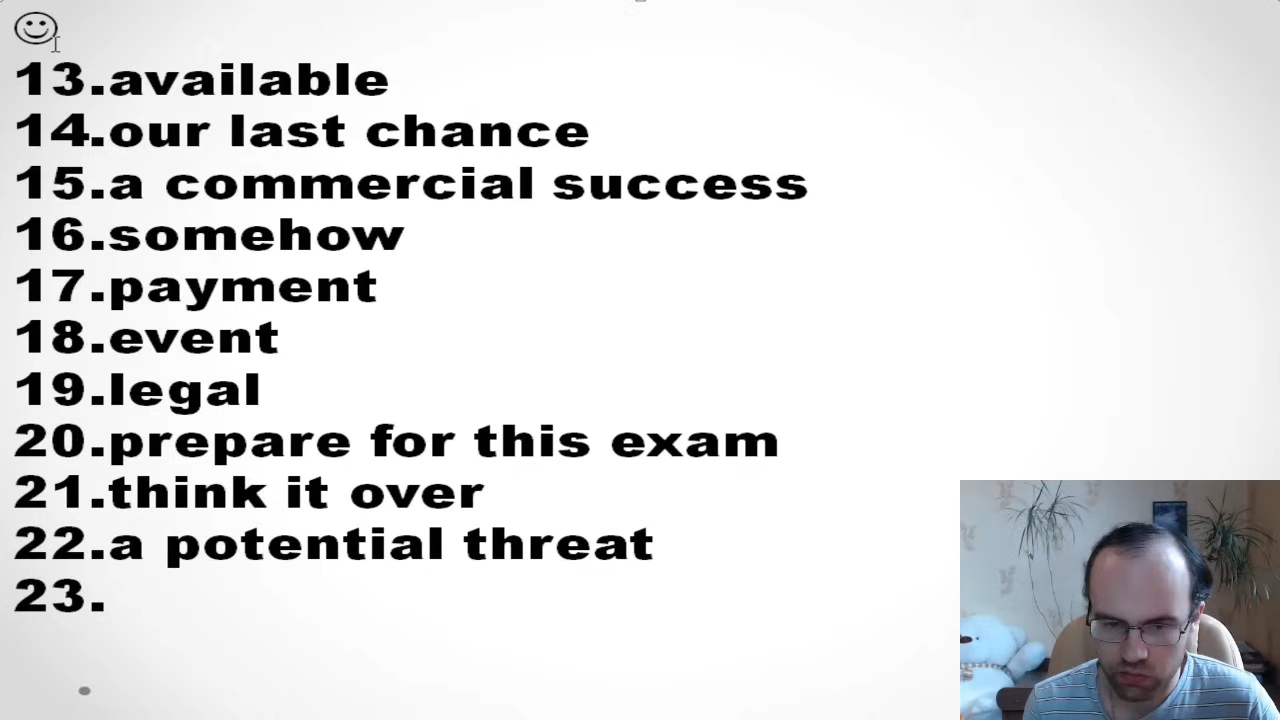 13.available
14.our last chance
15.a commercial success
16.somehow
17.payment
18.event
19.legal
20.prepare for this exam
21.think it over
22.a potential threat
23.